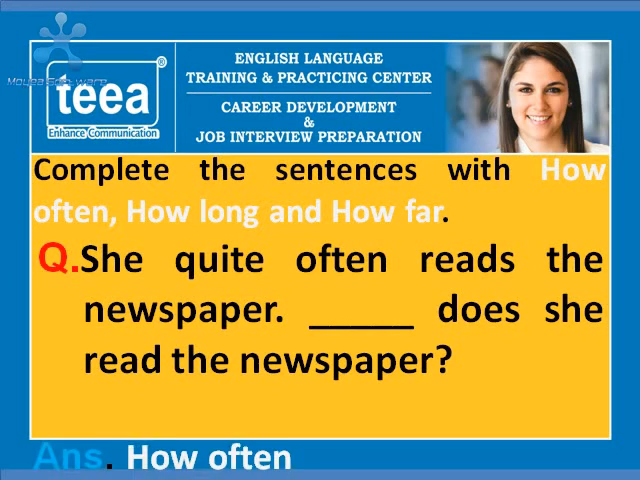 Mouea Software
teea®
Enhance Communication
ENGLISH LANGUAGE
TRAINING & PRACTICING CENTER
CAREER DEVELOPMENT
&
JOB INTERVIEW PREPARATION
Complete the sentences with How
often, How long and How far.
Q.She quite often reads the
newspaper. _____ does she
read the newspaper?
Ans. How often